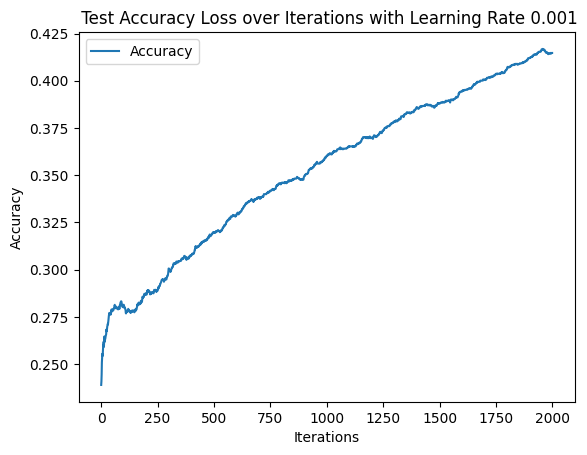 Test Accuracy Loss over Iterations with Learning Rate 0.001
Accuracy
0.425
0.400
0.375
0.350
0.325
0.300
0.275
0.250
Accuracy
0 250 500 750 1000 1250 1500 1750 2000
Iterations